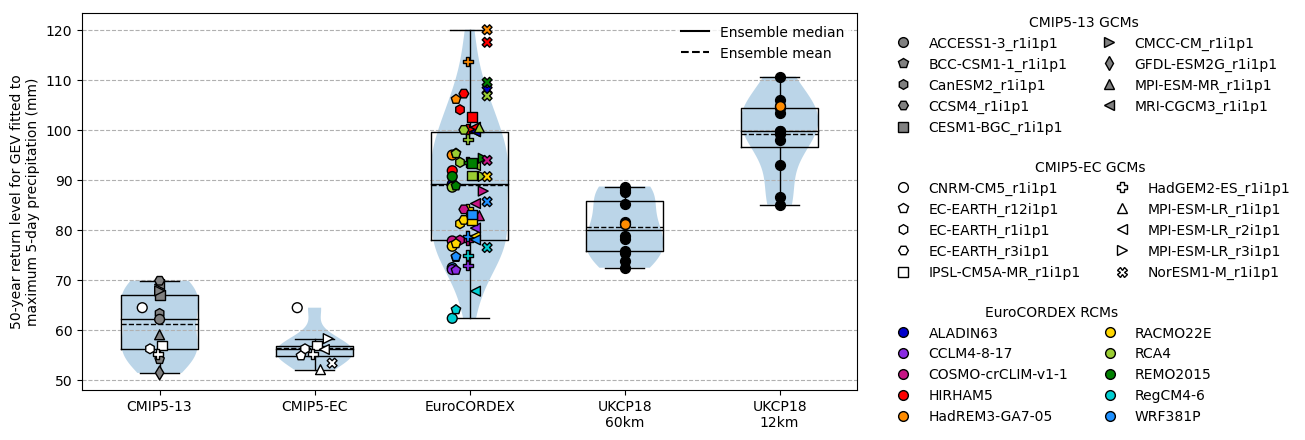 50-year return level for GEV fitted to
maximum 5-day precipitation (mm)
120
110
100
90
80
70
60
50
Ensemble median
Ensemble mean
CMIP5-13
CMIP5-EC
EuroCORDEX
UKCP18
60km
UKCP18
12km
CMIP5-13 GCMs
ACCESS1-3_r1i1p1
BCC-CSM1-1_r1i1p1
CanESM2_r1i1p1
CCSM4_r1i1p1
CESM1-BGC_r1i1p1
CMCC-CM_r1i1p1
GFDL-ESM2G_r1i1p1
MPI-ESM-MR_r1i1p1
MRI-CGCM3_r1i1p1
CMIP5-EC GCMs
CNRM-CM5_r1i1p1
EC-EARTH_r12i1p1
EC-EARTH_r1i1p1
EC-EARTH_r3i1p1
IPSL-CM5A-MR_r1i1p1
HadGEM2-ES_r1i1p1
MPI-ESM-LR_r1i1p1
MPI-ESM-LR_r2i1p1
MPI-ESM-LR_r3i1p1
NorESM1-M_r1i1p1
EuroCORDEX RCMs
ALADIN63
CCLM4-8-17
COSMO-crCLIM-v1-1
HIRHAM5
HadREM3-GA7-05
RACMO22E
RCA4
REMO2015
RegCM4-6
WRF381P